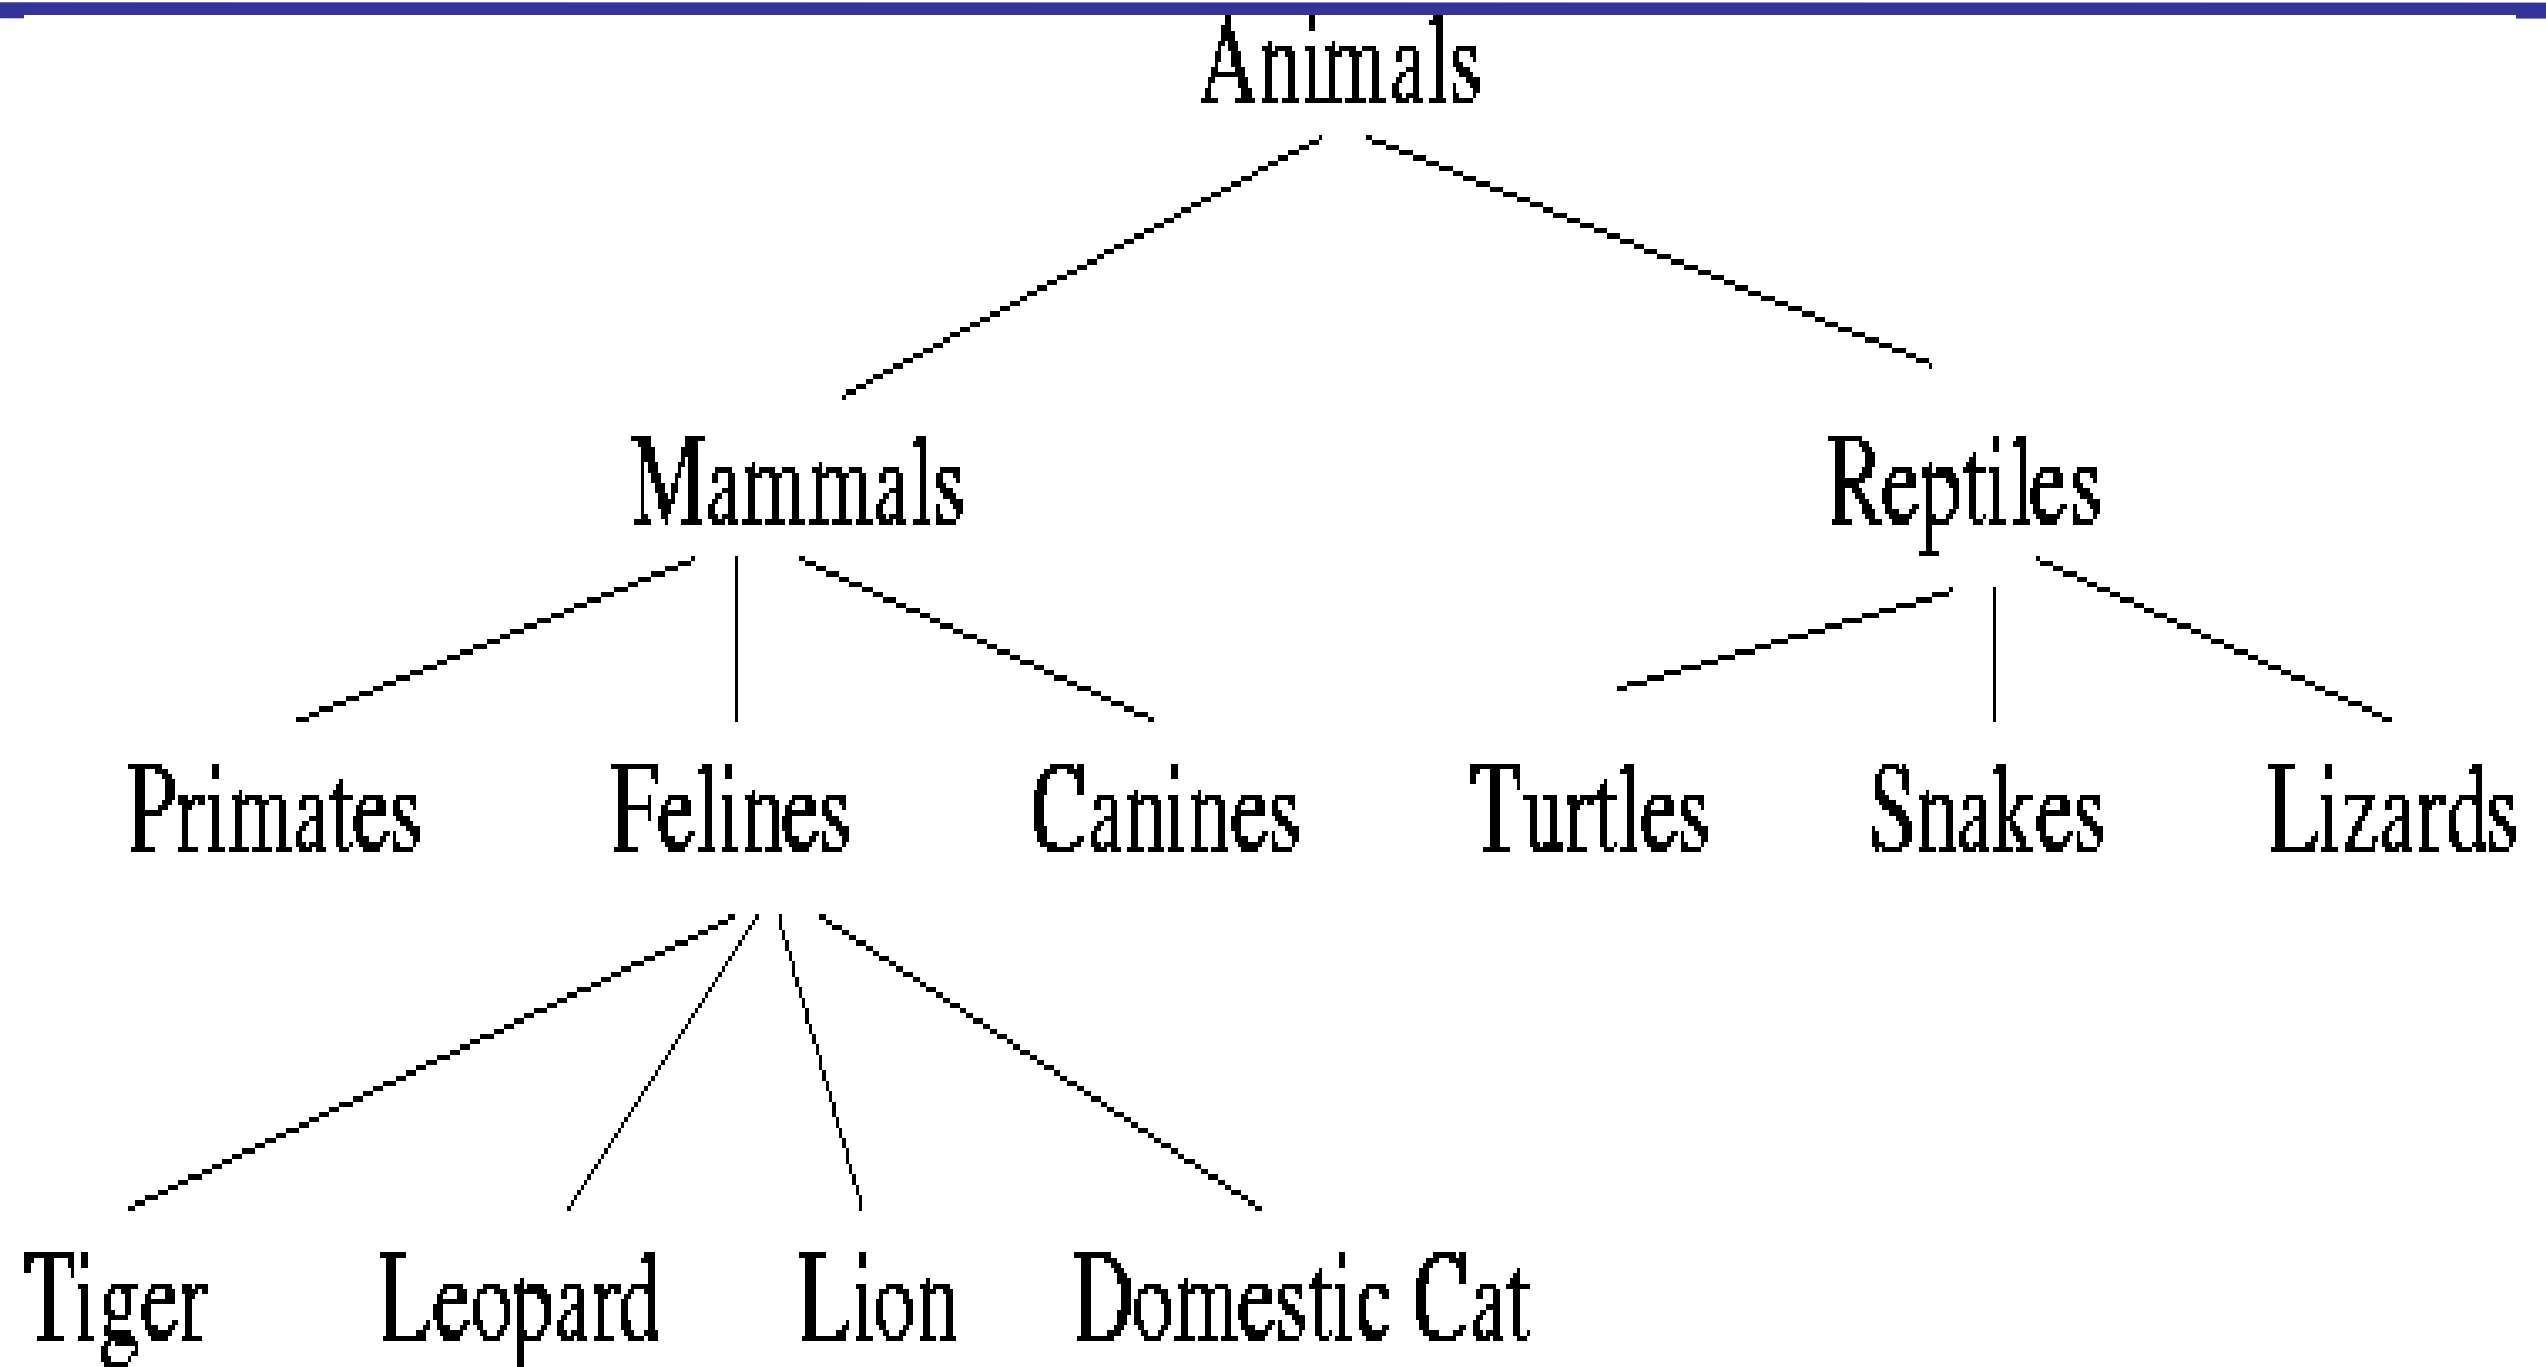 Animals
Mammals Reptiles
Primates Felines Canines Turtles Snakes Lizards
Tiger Leopard Lion Domestic Cat